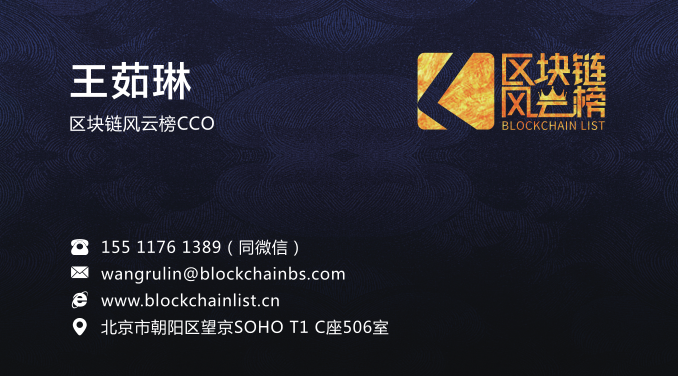 王茹琳
区块链风云榜CCO
区块链
风云榜
BLOCKCHAIN LIST
155 1176 1389（同微信）
wangrulin@blockchainbs.com
www.blockchainlist.cn
北京市朝阳区望京SOHO T1 C座506室